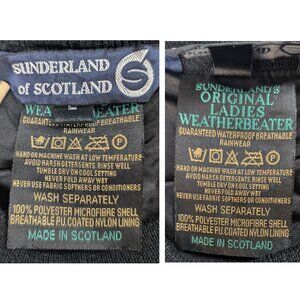 SUNDERLAND
of SCOTLAND
WEA
EATER
GUARANTEED WATERPROOF BREATHABLE
RAINWEAR
P
HAND OR MACHINE WASH AT LOW TEMPERATURE
AVOID HARSH DETERGENTS RINSE WELL
TUMBLE DRY ON COOL SETTING
NEVER FOLD AWAY WET
NEVER USE FABRIC SOFTENERS OR CONDITIONERS
WASH SEPARATELY
100% POLYESTER MICROFIBRE SHELL
BREATHABLE PU COATED NYLON LINING
MADE IN SCOTLAND
SUNDERLAND'S
ORIGINAL
LADIES
WEATHERBEATER
GUARANTEED WATERPROOF BREATHABLE
RAINWEAR
P
HAND OR MACHINE WASH AT LOW TEMPERATURE
AVOID HARSH DETERGENTS RINSE WELL
TUMBLE DRY ON COOL SETTING
NEVER FOLD AWAY WET
NEVER USE FABRIC SOFTENERS OR CONDITIONERS
WASH SEPARATELY
100% POLYESTER MICROFIBRE SHELL
BREATHABLE PU COATED NYLON LINING
MADE IN SCOTLAND